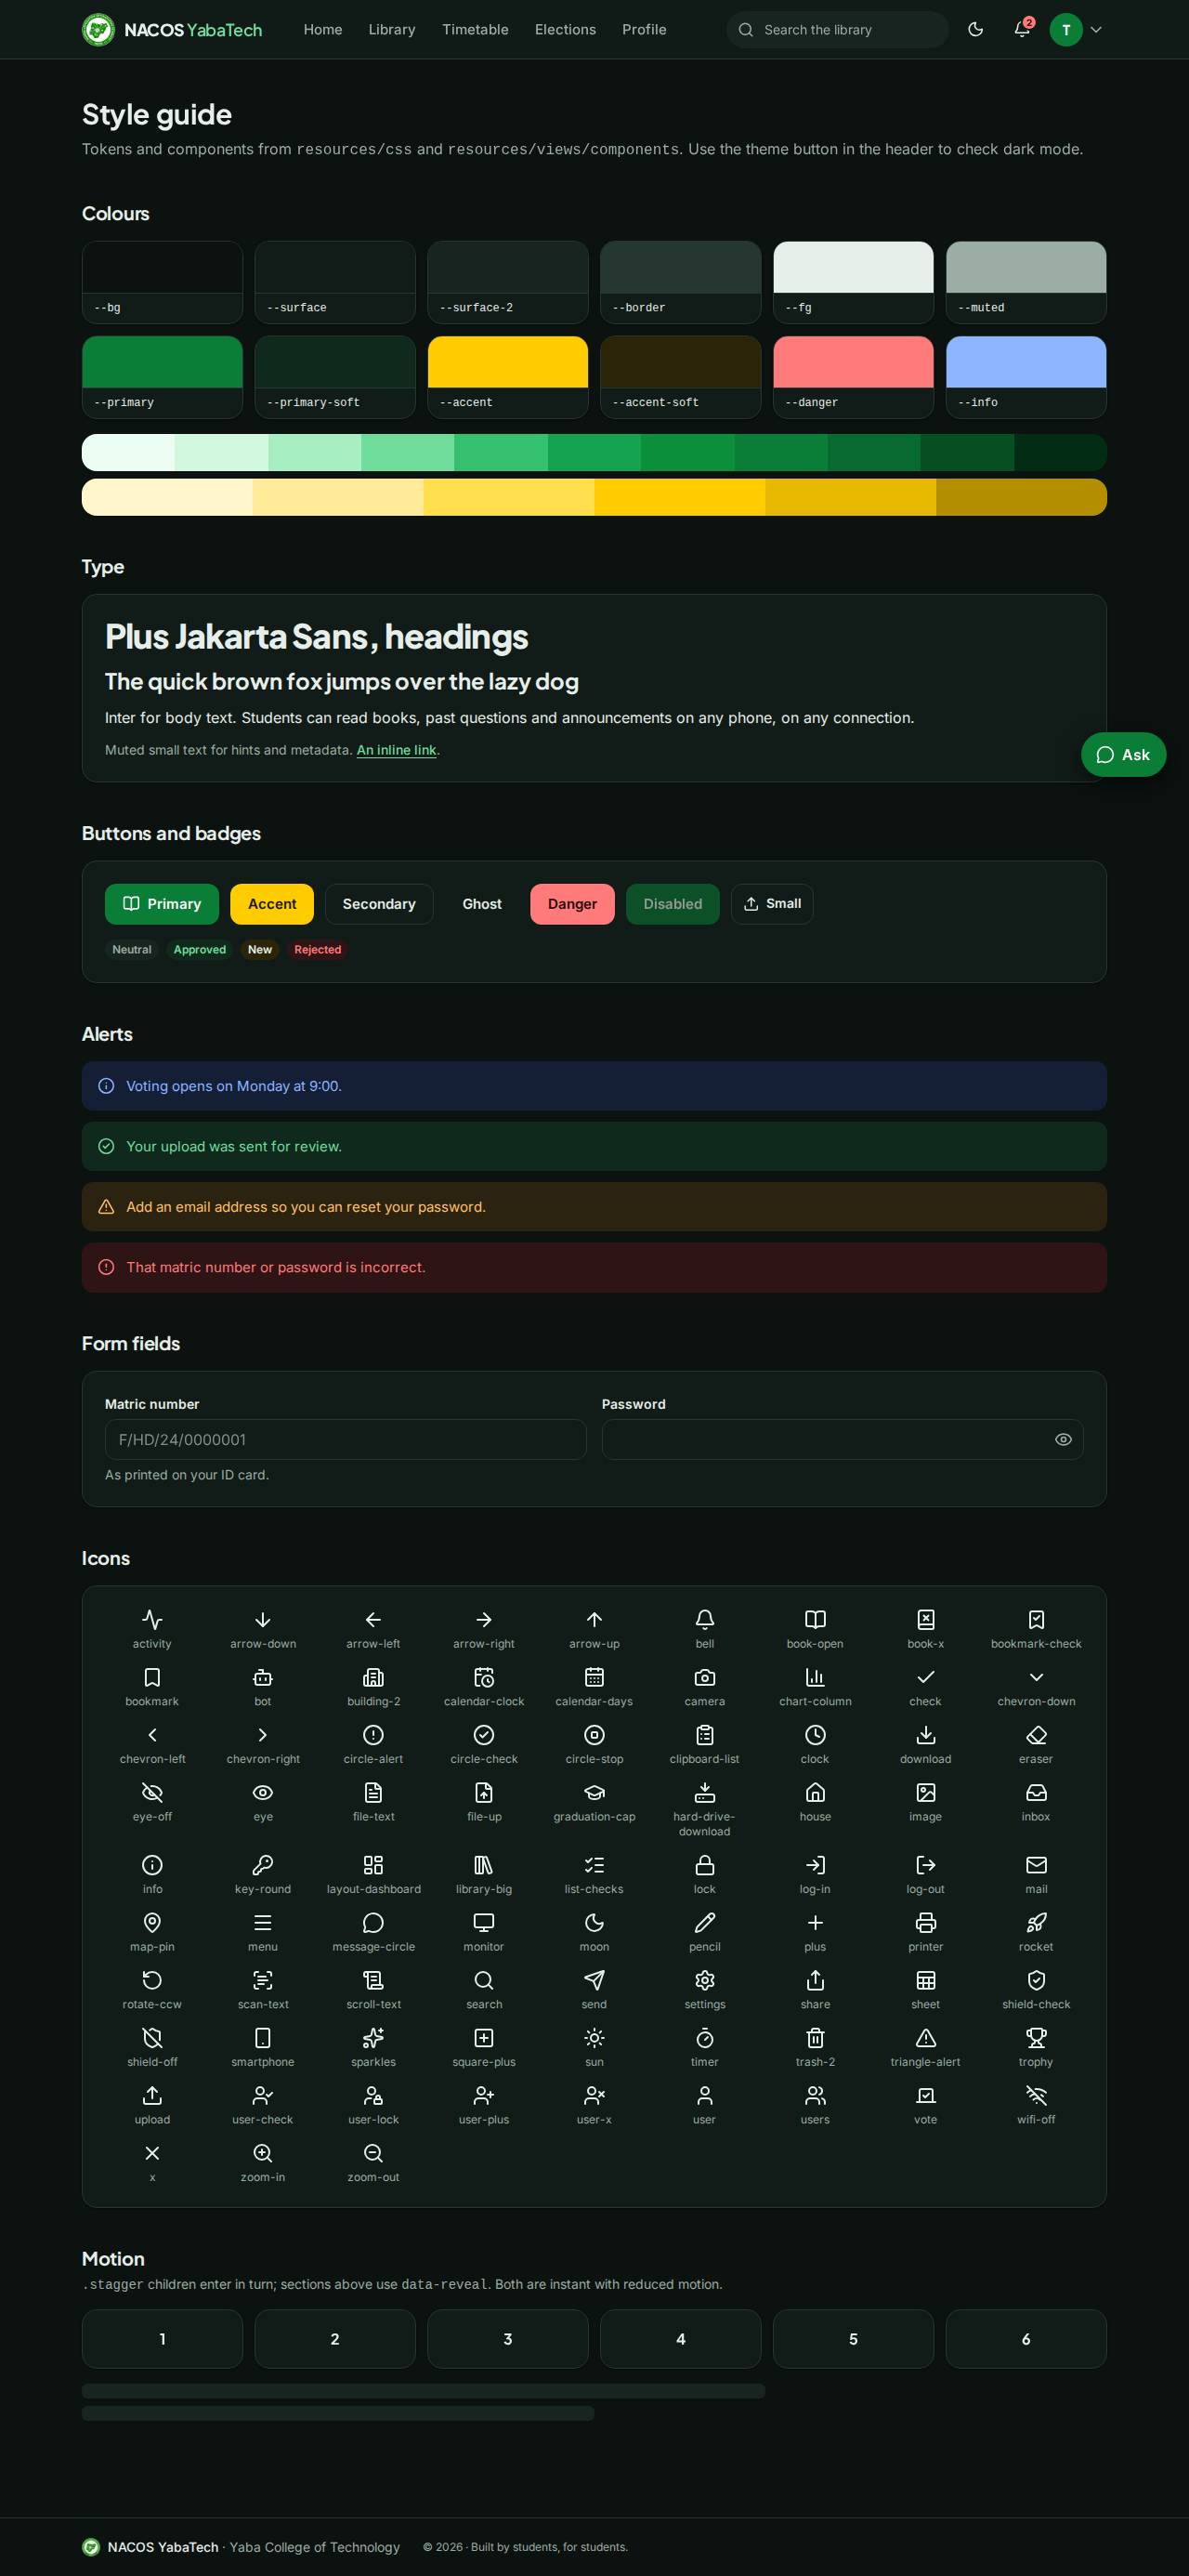 NACOS YabaTech Home Library Timetable Elections Profile Search the library 2 T
Style guide
Tokens and components from resources/css and resources/views/components. Use the theme button in the header to check dark mode.
Colours
--bg --surface --surface-2 --border --fg --muted
--primary --primary-soft --accent --accent-soft --danger --info
Type
Plus Jakarta Sans, headings
The quick brown fox jumps over the lazy dog
Inter for body text. Students can read books, past questions and announcements on any phone, on any connection.
Muted small text for hints and metadata. An inline link.
Ask
Buttons and badges
Primary Accent Secondary Ghost Danger Disabled Small
Neutral Approved New Rejected
Alerts
Voting opens on Monday at 9:00.
Your upload was sent for review.
Add an email address so you can reset your password.
That matric number or password is incorrect.
Form fields
Matric number Password
F/HD/24/0000001
As printed on your ID card.
Icons
activity arrow-down arrow-left arrow-right arrow-up bell book-open book-x bookmark-check
bookmark bot building-2 calendar-clock calendar-days camera chart-column check chevron-down
chevron-left chevron-right circle-alert circle-check circle-stop clipboard-list clock download eraser
eye-off eye file-text file-up graduation-cap hard-drive-download house image inbox
info key-round layout-dashboard library-big list-checks lock log-in log-out mail
map-pin menu message-circle monitor moon pencil plus printer rocket
rotate-ccw scan-text scroll-text search send settings share sheet shield-check
shield-off smartphone sparkles square-plus sun timer trash-2 triangle-alert trophy
upload user-check user-lock user-plus user-x user users vote wifi-off
x zoom-in zoom-out
Motion
.stagger children enter in turn; sections above use data-reveal. Both are instant with reduced motion.
1 2 3 4 5 6
NACOS YabaTech · Yaba College of Technology © 2026 · Built by students, for students.